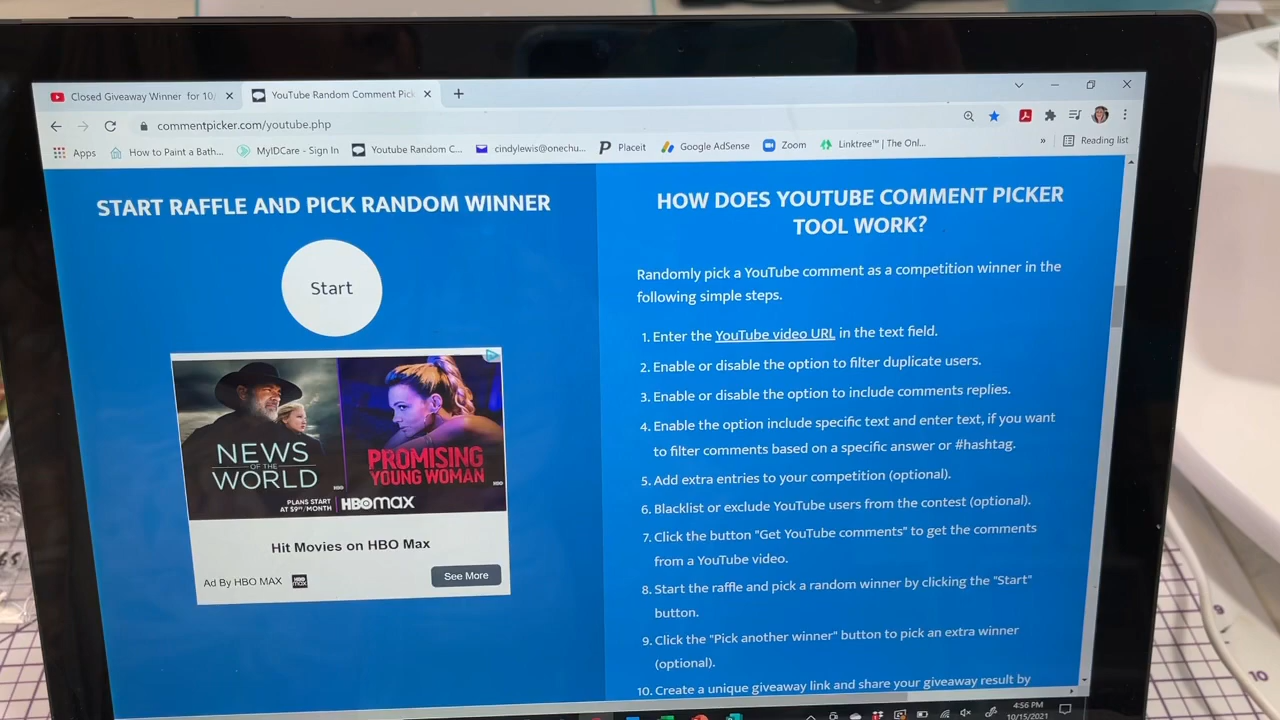 Closed Giveaway Winner for 10/
YouTube Random Comment Pick
commentpicker.com/youtube.php
Apps
How to Paint a Bath...
MyIDCare - Sign In
Youtube Random C...
cindylewis@onechu...
Placeit
Google AdSense
Zoom
Linktree™ | The Onl...
»
Reading list
START RAFFLE AND PICK RANDOM WINNER
Start
NEWS
OF THE
WORLD
HBO
PROMISING
YOUNG WOMAN
HBO
PLANS START
AT $9⁹⁹/MONTH
HBOmax
Hit Movies on HBO Max
Ad By HBO MAX
HBO
max
See More
HOW DOES YOUTUBE COMMENT PICKER
TOOL WORK?
Randomly pick a YouTube comment as a competition winner in the
following simple steps.
1. Enter the YouTube video URL in the text field.
2. Enable or disable the option to filter duplicate users.
3. Enable or disable the option to include comments replies.
4. Enable the option include specific text and enter text, if you want
to filter comments based on a specific answer or #hashtag.
5. Add extra entries to your competition (optional).
6. Blacklist or exclude YouTube users from the contest (optional).
7. Click the button "Get YouTube comments" to get the comments
from a YouTube video.
8. Start the raffle and pick a random winner by clicking the "Start"
button.
9. Click the "Pick another winner" button to pick an extra winner
(optional).
10. Create a unique giveaway link and share your giveaway result by
4:56 PM
10/15/2021
9
10